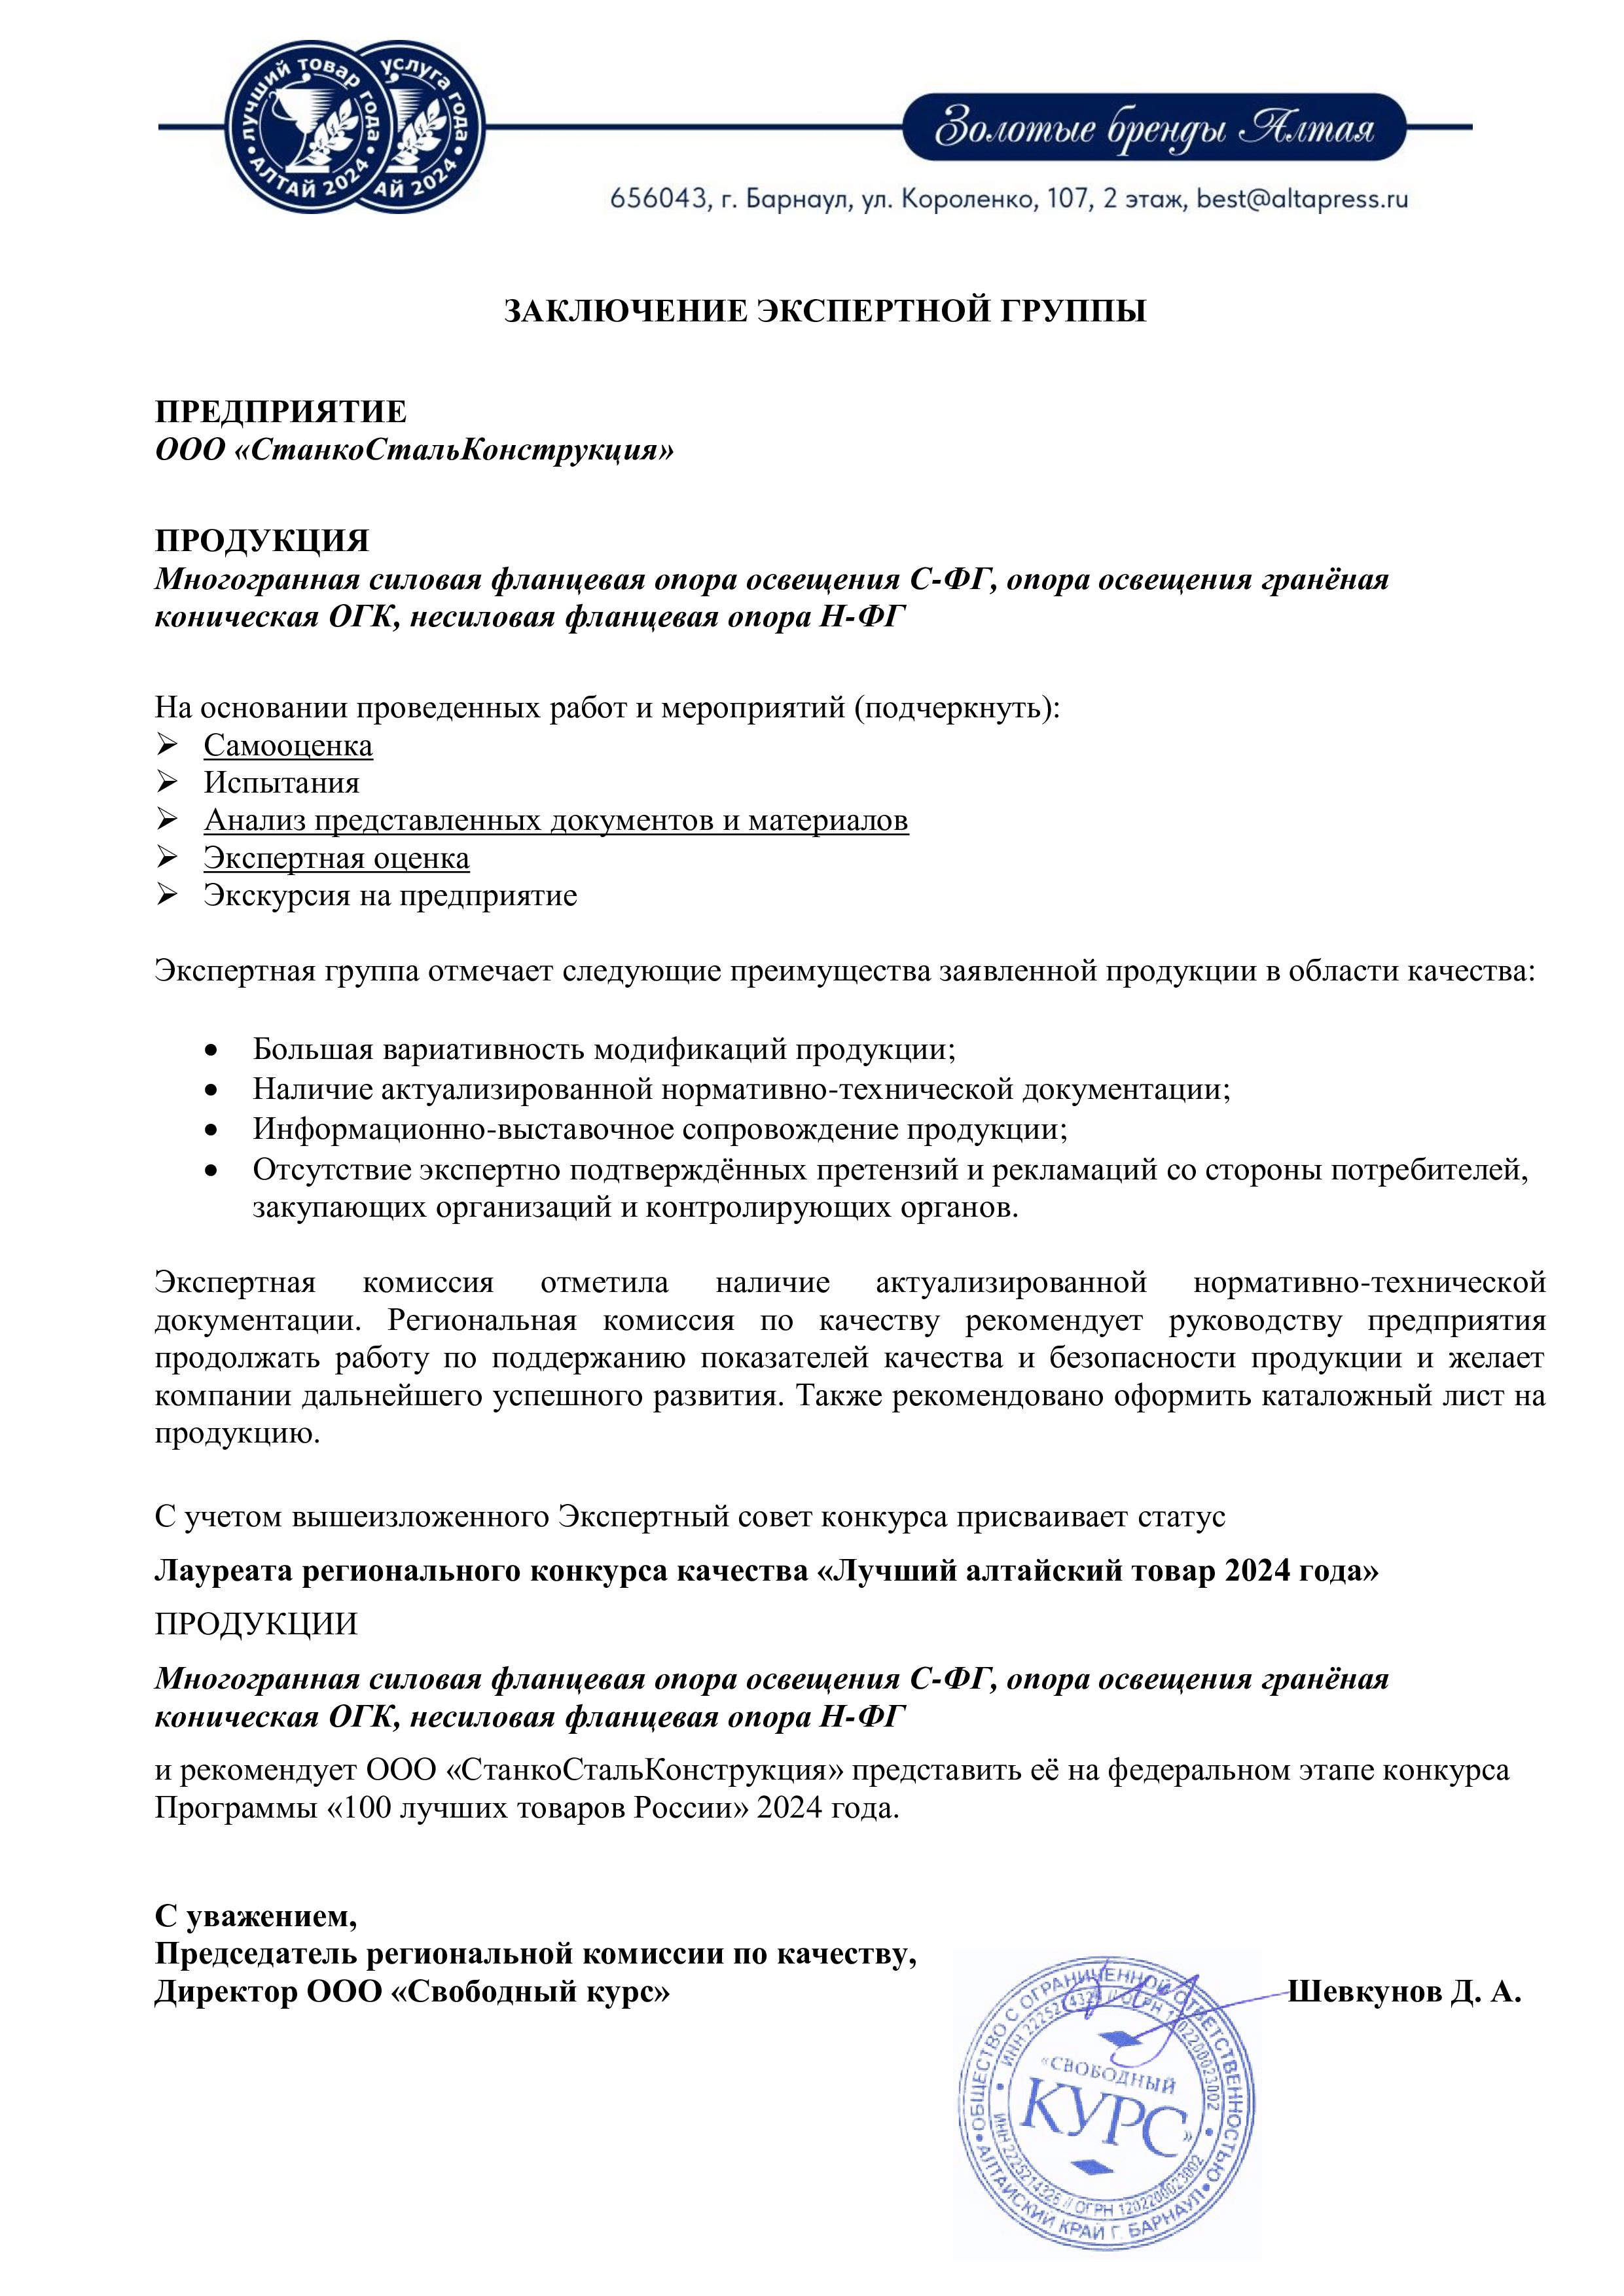 • лучший товар года •
АЛТАЙ 2024
услуга года •
АЙ 2024
Золотые бренды Алтая
656043, г. Барнаул, ул. Короленко, 107, 2 этаж, best@altapress.ru
ЗАКЛЮЧЕНИЕ ЭКСПЕРТНОЙ ГРУППЫ
ПРЕДПРИЯТИЕ
ООО «СтанкоСтальКонструкция»
ПРОДУКЦИЯ
Многогранная силовая фланцевая опора освещения С-ФГ, опора освещения гранёная
коническая ОГК, несиловая фланцевая опора Н-ФГ
На основании проведенных работ и мероприятий (подчеркнуть):
➢ Самооценка
➢ Испытания
➢ Анализ представленных документов и материалов
➢ Экспертная оценка
➢ Экскурсия на предприятие
Экспертная группа отмечает следующие преимущества заявленной продукции в области качества:
• Большая вариативность модификаций продукции;
• Наличие актуализированной нормативно-технической документации;
• Информационно-выставочное сопровождение продукции;
• Отсутствие экспертно подтверждённых претензий и рекламаций со стороны потребителей,
закупающих организаций и контролирующих органов.
Экспертная комиссия отметила наличие актуализированной нормативно-технической
документации. Региональная комиссия по качеству рекомендует руководству предприятия
продолжать работу по поддержанию показателей качества и безопасности продукции и желает
компании дальнейшего успешного развития. Также рекомендовано оформить каталожный лист на
продукцию.
С учетом вышеизложенного Экспертный совет конкурса присваивает статус
Лауреата регионального конкурса качества «Лучший алтайский товар 2024 года»
ПРОДУКЦИИ
Многогранная силовая фланцевая опора освещения С-ФГ, опора освещения гранёная
коническая ОГК, несиловая фланцевая опора Н-ФГ
и рекомендует ООО «СтанкоСтальКонструкция» представить её на федеральном этапе конкурса
Программы «100 лучших товаров России» 2024 года.
С уважением,
Председатель региональной комиссии по качеству,
Директор ООО «Свободный курс»
Шевкунов Д. А.
ОБЩЕСТВО С ОГРАНИЧЕННОЙ ОТВЕТСТВЕННОСТЬЮ
ИНН 2225214326 // ОГРН 1202200023002
«СВОБОДНЫЙ
КУРС»
ИНН 2225214326 // ОГРН 1202200023002
АЛТАЙСКИЙ КРАЙ Г. БАРНАУЛ